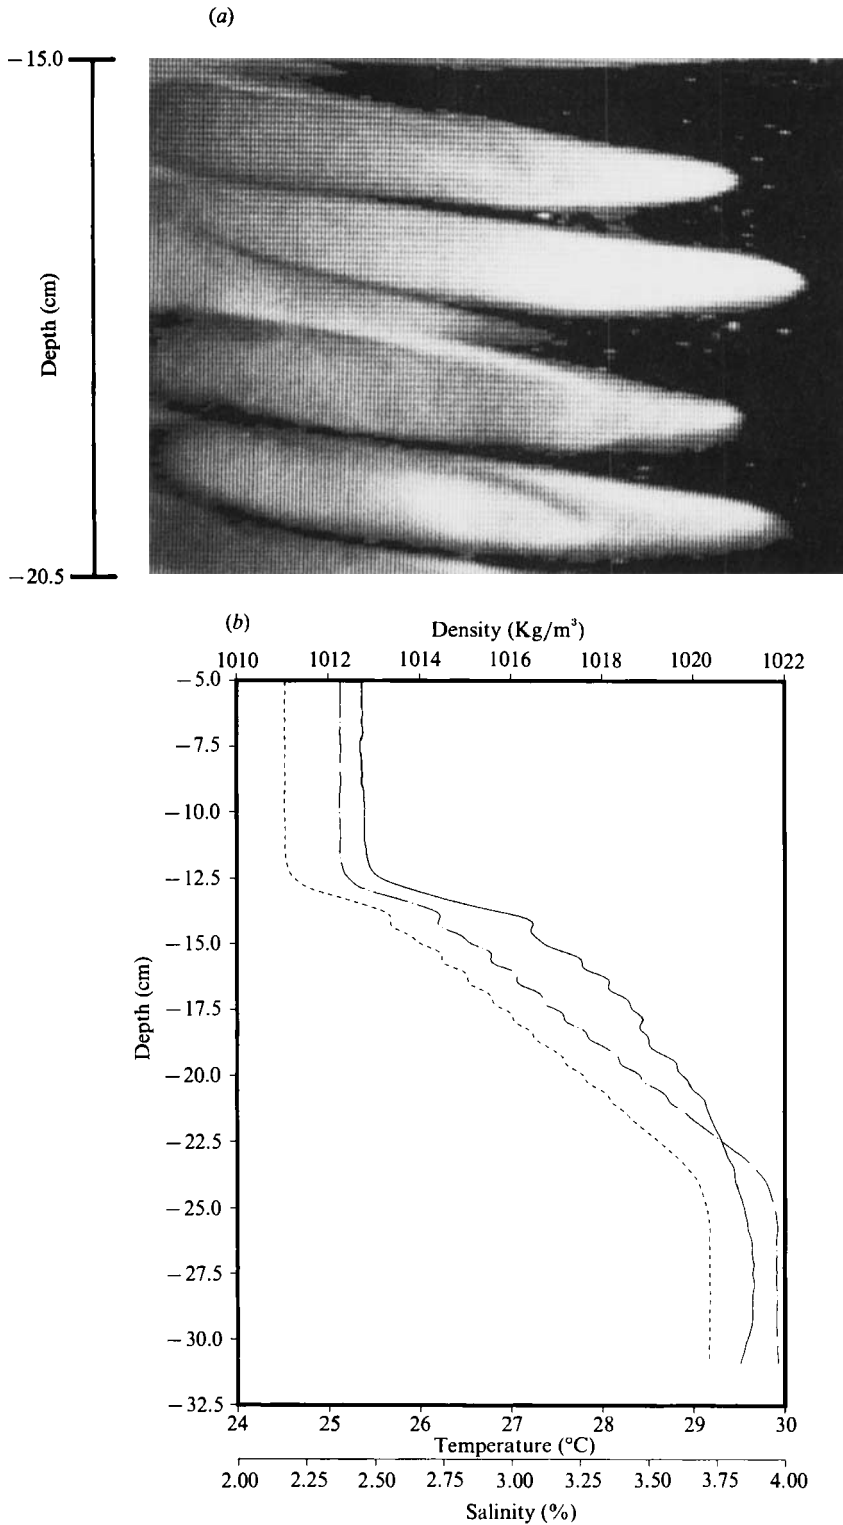 (a)
−15.0
Depth (cm)
−20.5
(b)
Density (Kg/m³)
1010 1012 1014 1016 1018 1020 1022
−5.0
−7.5
−10.0
−12.5
−15.0
−17.5
−20.0
−22.5
−25.0
−27.5
−30.0
−32.5
Depth (cm)
24 25 26 27 28 29 30
Temperature (°C)
2.00 2.25 2.50 2.75 3.00 3.25 3.50 3.75 4.00
Salinity (%)